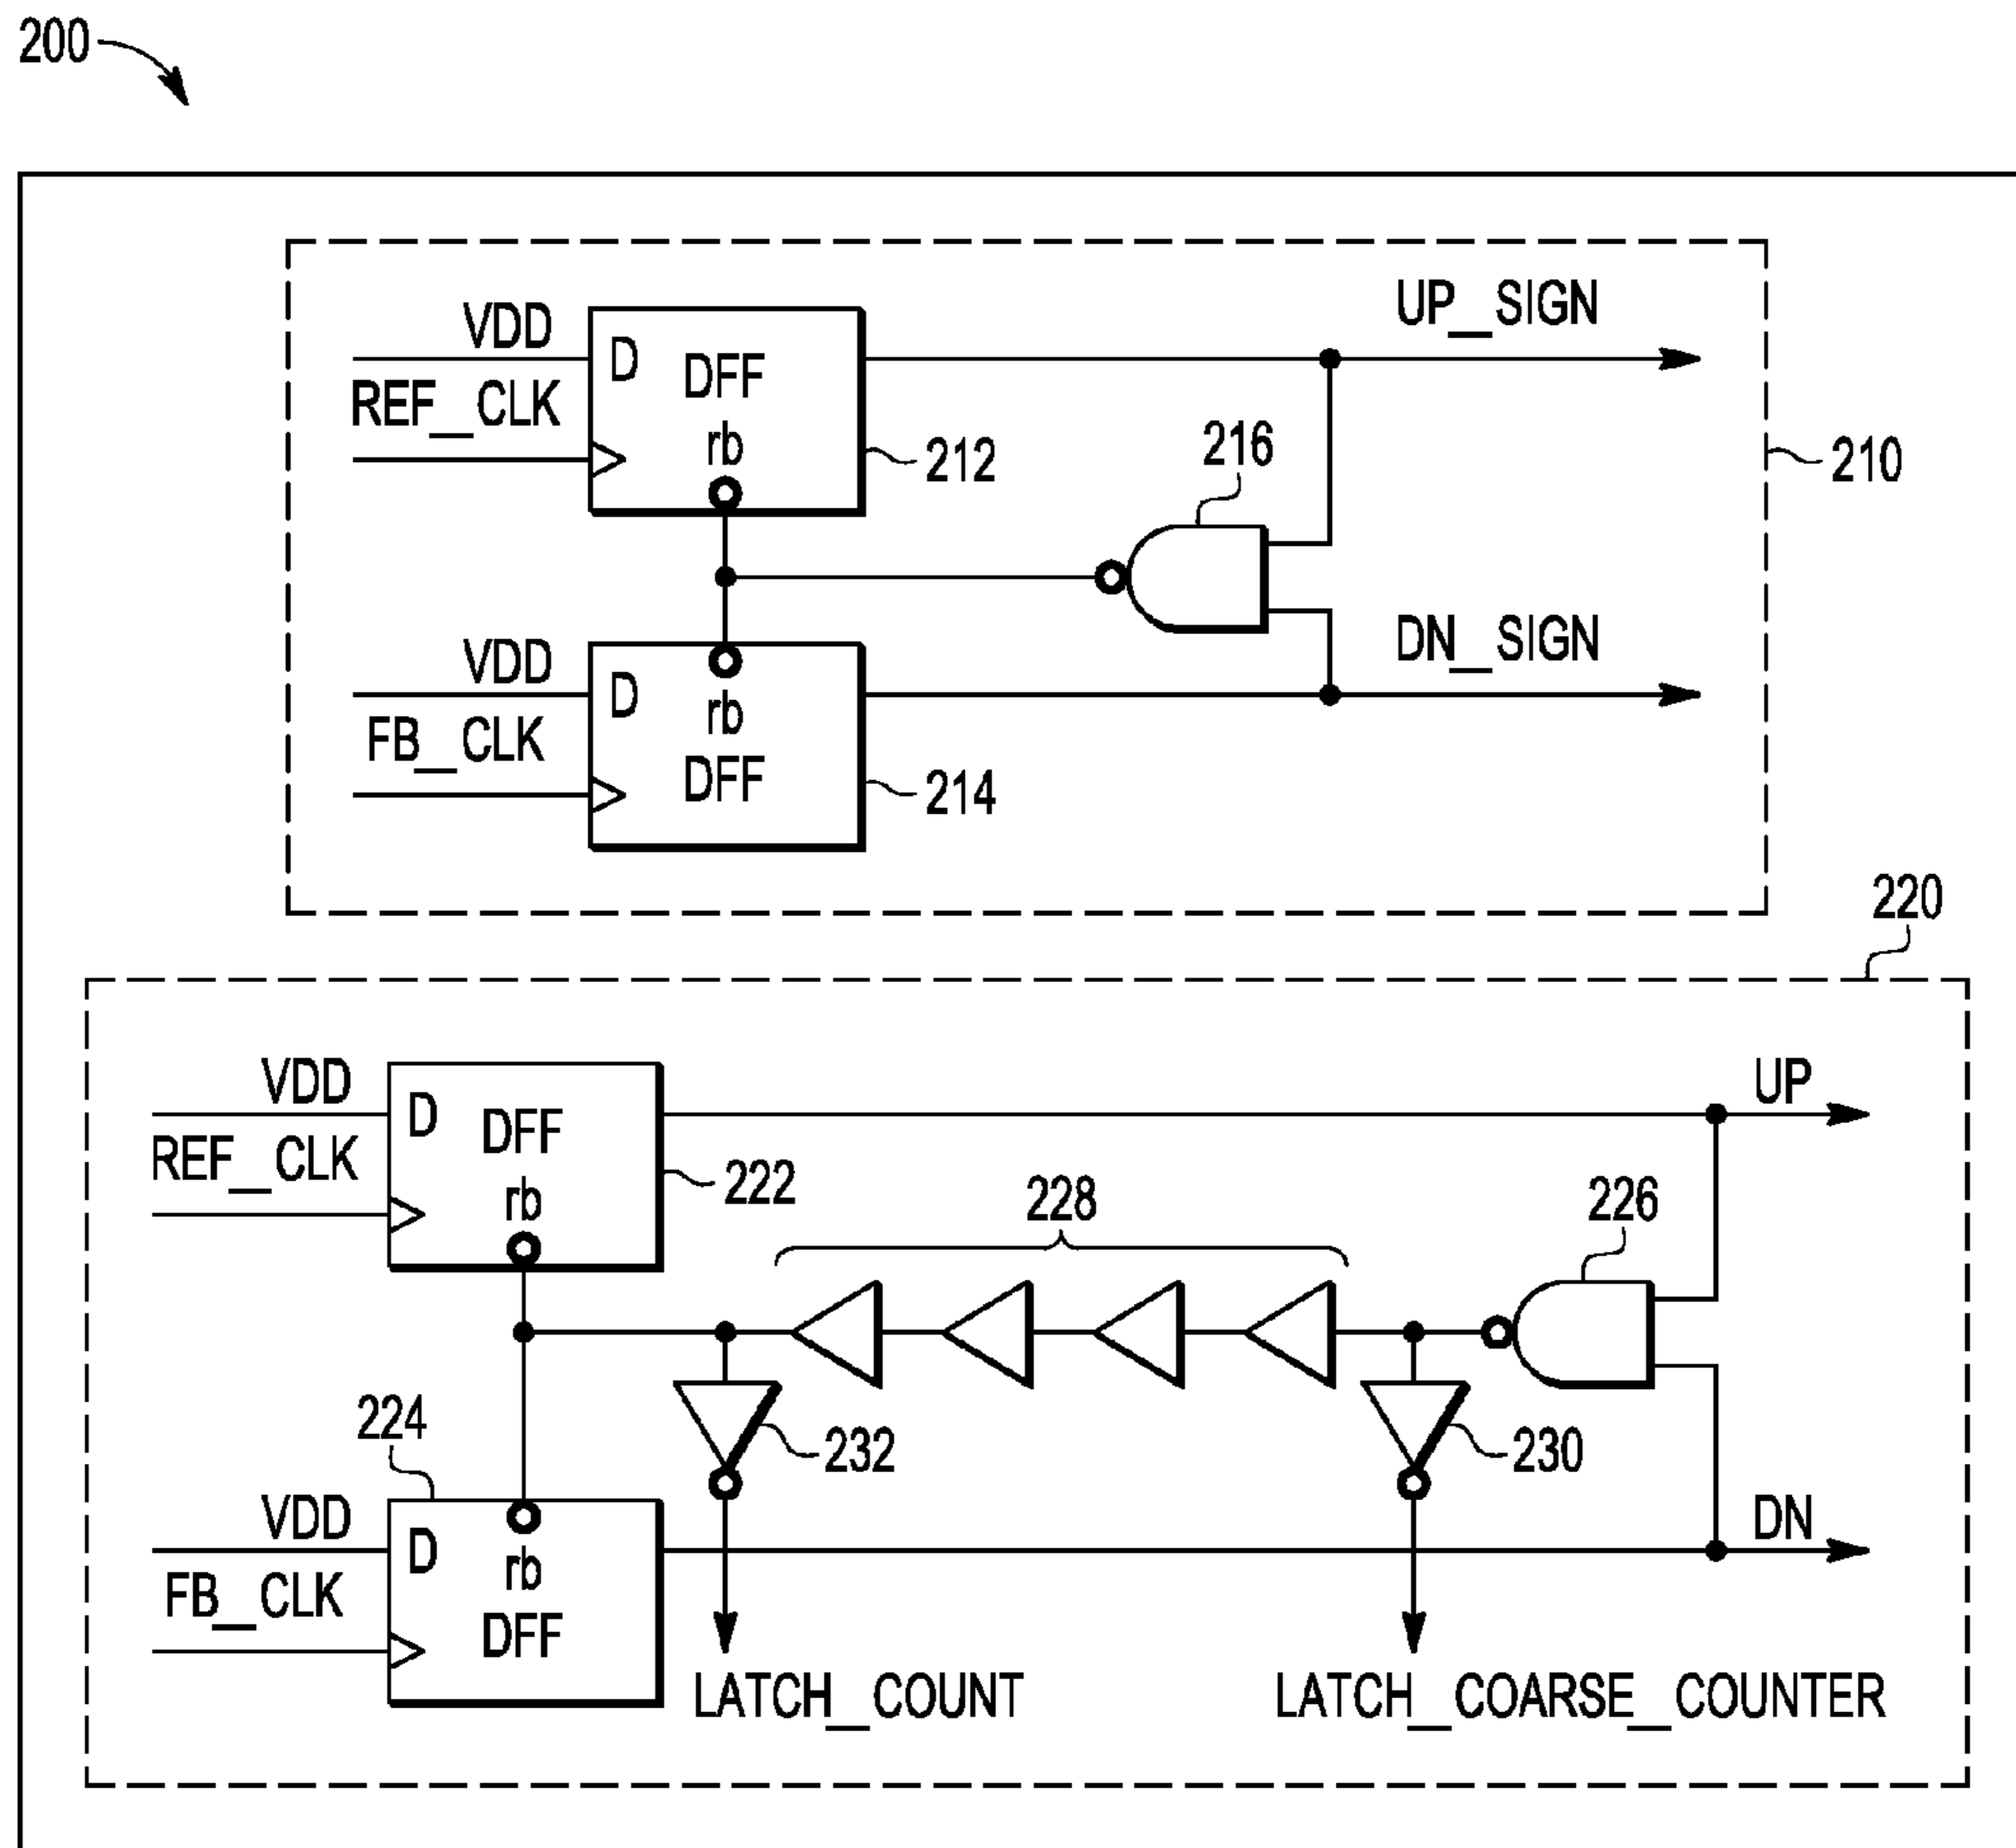 200
VDD
D DFF
UP_SIGN
REF_CLK
rb
212
216
210
VDD
D
DN_SIGN
rb
FB_CLK
DFF
214
220
VDD
D DFF
UP
REF_CLK
rb
222
228
226
224
232
230
VDD
D
DN
rb
FB_CLK
DFF
LATCH_COUNT
LATCH_COARSE_COUNTER